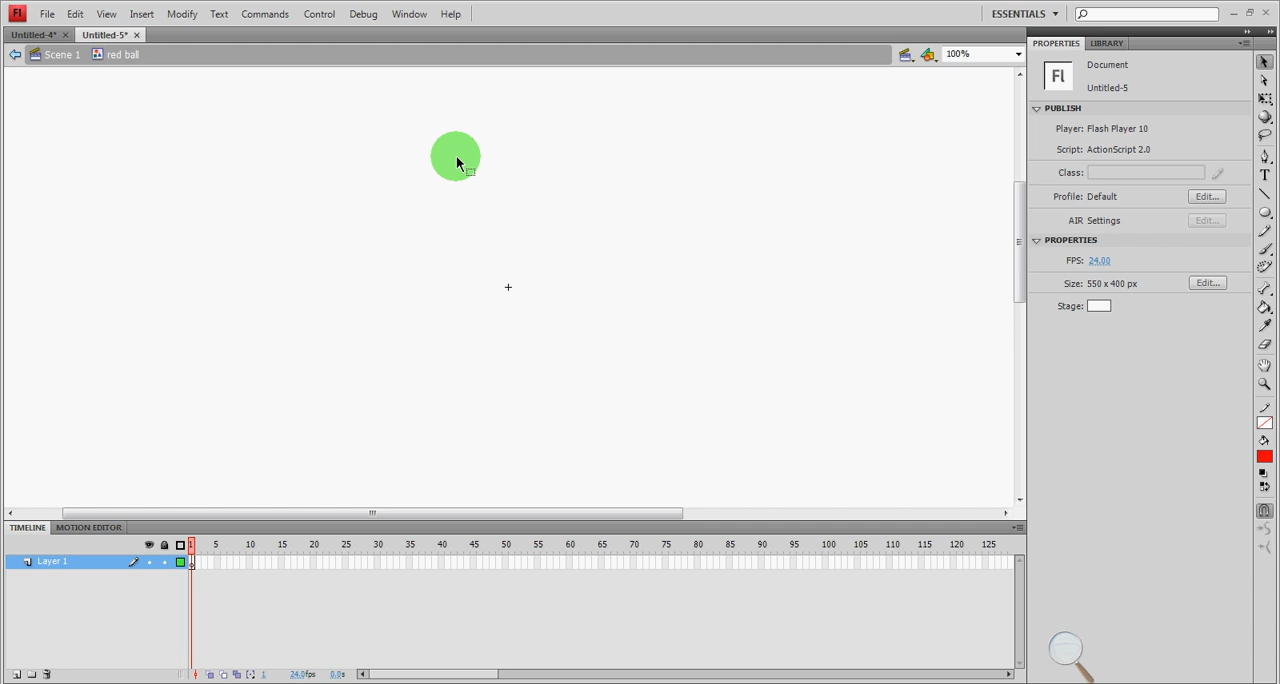 Fl File Edit View Insert Modify Text Commands Control Debug Window Help ESSENTIALS
Untitled-4* Untitled-5*
Scene 1 red ball 100%
PROPERTIES LIBRARY
Fl Document
Untitled-5
PUBLISH
Player: Flash Player 10
Script: ActionScript 2.0
Class:
Profile: Default Edit...
AIR Settings Edit...
PROPERTIES
FPS: 24.00
Size: 550 x 400 px Edit...
Stage:
T
TIMELINE MOTION EDITOR
1 5 10 15 20 25 30 35 40 45 50 55 60 65 70 75 80 85 90 95 100 105 110 115 120 125
Layer 1
1 24.0fps 0.0s